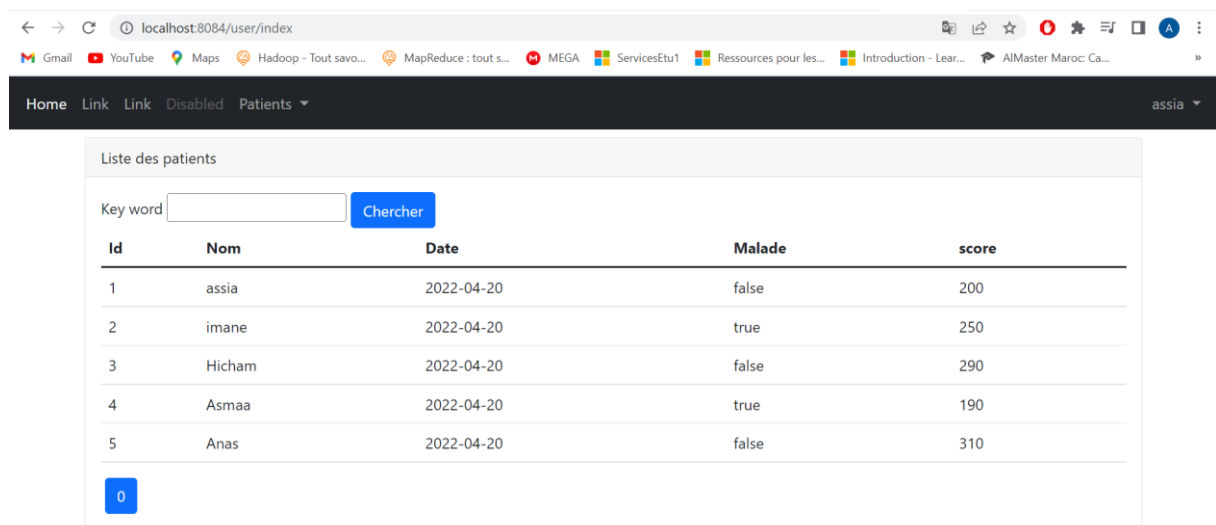 localhost:8084/user/index A
Gmail YouTube Maps Hadoop - Tout savo... MapReduce : tout s... MEGA ServicesEtu1 Ressources pour les... Introduction - Lear... AlMaster Maroc: Ca... »
Home Link Link Disabled Patients assia
Liste des patients
Key word Chercher
Id Nom Date Malade score
1 assia 2022-04-20 false 200
2 imane 2022-04-20 true 250
3 Hicham 2022-04-20 false 290
4 Asmaa 2022-04-20 true 190
5 Anas 2022-04-20 false 310
0